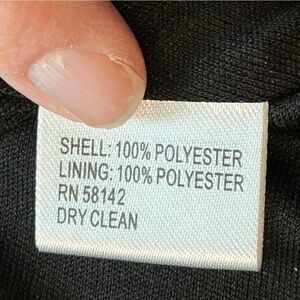 SHELL: 100% POLYESTER
LINING: 100% POLYESTER
RN 58142
DRY CLEAN